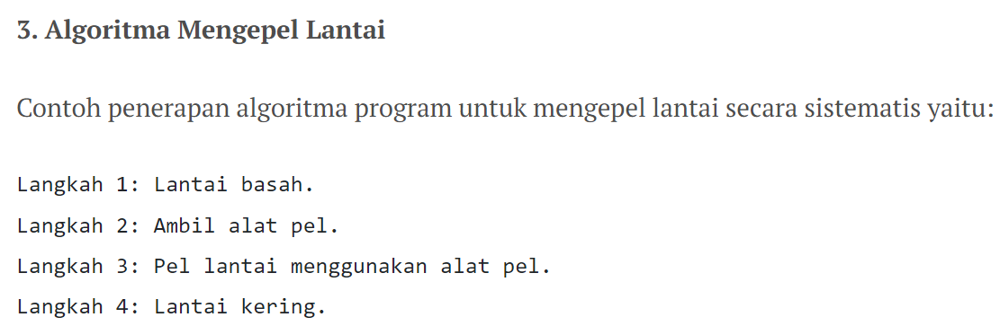 3. Algoritma Mengepel Lantai
Contoh penerapan algoritma program untuk mengepel lantai secara sistematis yaitu:
Langkah 1: Lantai basah.
Langkah 2: Ambil alat pel.
Langkah 3: Pel lantai menggunakan alat pel.
Langkah 4: Lantai kering.